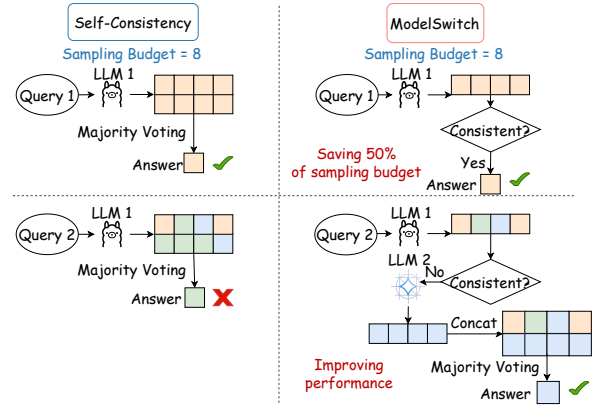 Self-Consistency
Sampling Budget = 8
Query 1
LLM 1
Majority Voting
Answer
ModelSwitch
Sampling Budget = 8
Query 1
LLM 1
Consistent?
Yes
Saving 50%
of sampling budget
Answer
Query 2
LLM 1
Majority Voting
Answer
Query 2
LLM 1
Consistent?
No
LLM 2
Concat
Improving
performance
Majority Voting
Answer